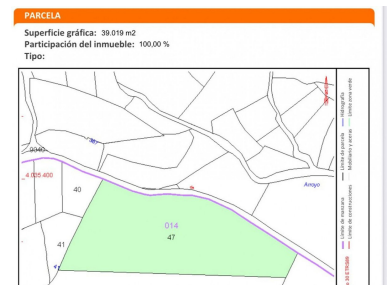 PARCELA
Superficie gráfica: 39.019 m2
Participación del inmueble: 100,00 %
Tipo:
9040
4.035.400
40
Arroyo
014
47
41
Límite de manzana
Límite de parcela
Hidrografía
Límite de construcciones
Mobiliario y aceras
Límite zona verde